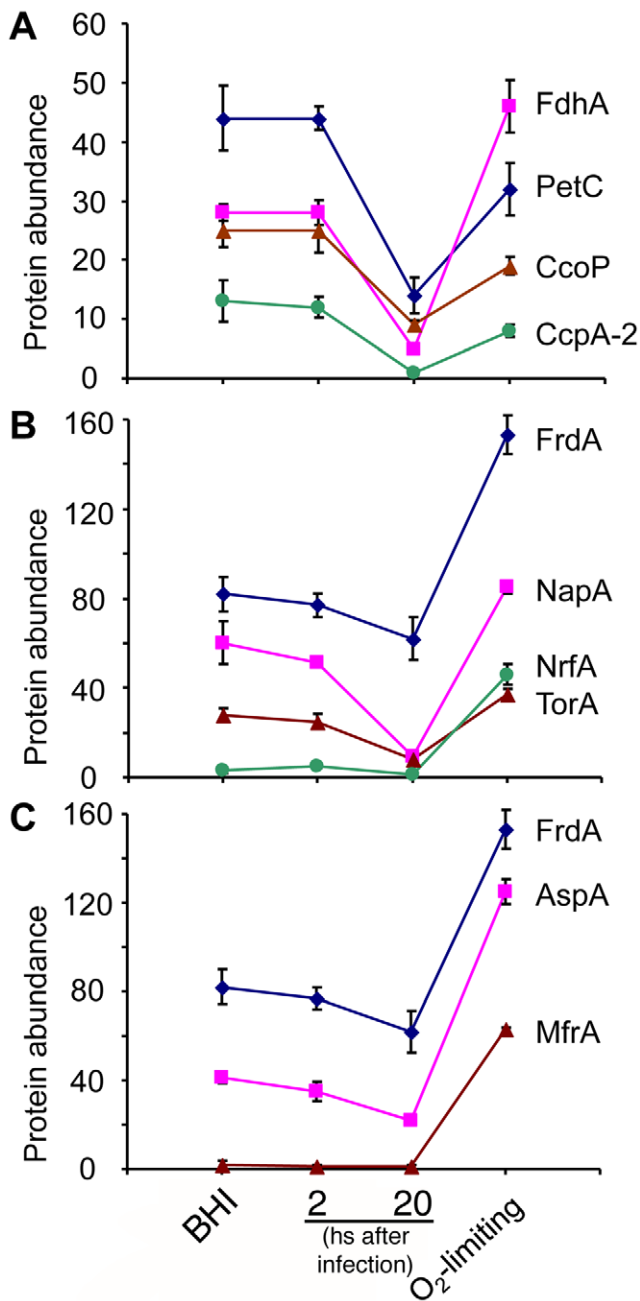 A
60
50
40
30
20
10
0
Protein abundance
FdhA
PetC
CcoP
CcpA-2
B
160
120
80
40
0
Protein abundance
FrdA
NapA
NrfA
TorA
C
160
120
80
40
0
Protein abundance
FrdA
AspA
MfrA
BHI
2 20
(hs after
infection)
O₂-limiting